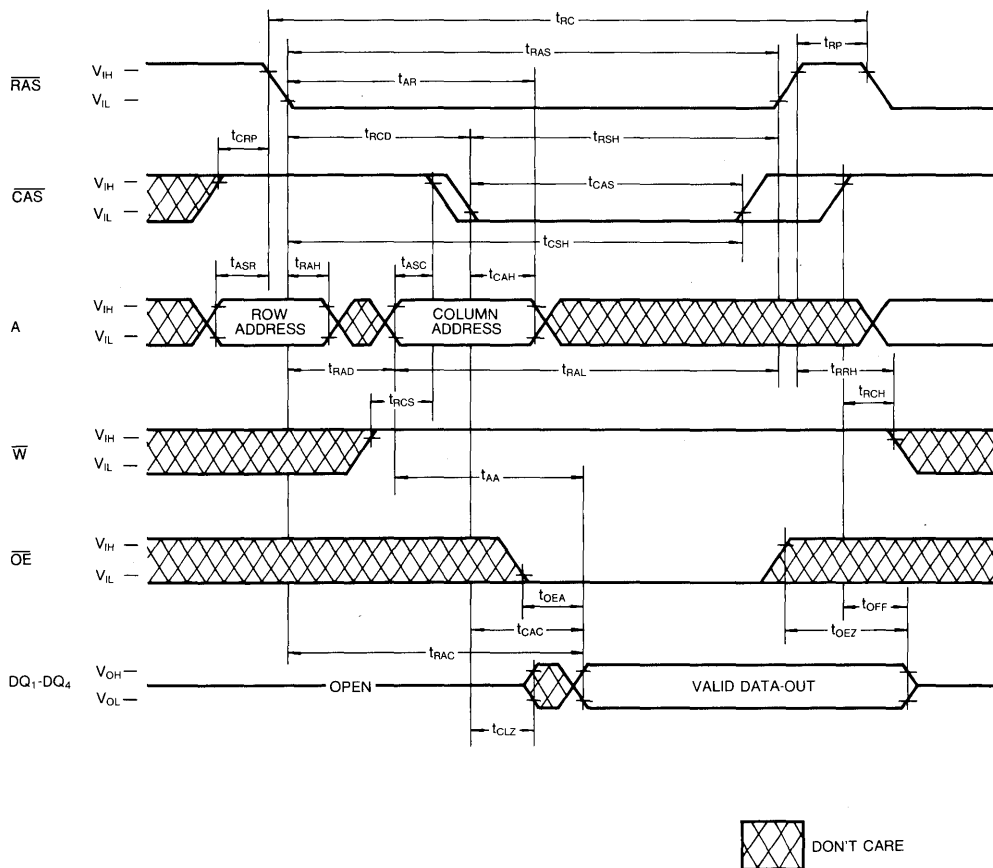 tRC
tRP
tRAS
tAR
RAS
VIH
VIL
tCRP
tRCD
tRSH
CAS
VIH
VIL
tCAS
tCSH
tASR
tRAH
tASC
tCAH
A
VIH
VIL
ROW
ADDRESS
COLUMN
ADDRESS
tRAD
tRAL
tRRH
tRCS
tRCH
W
VIH
VIL
tAA
OE
VIH
VIL
tOEA
tOFF
tCAC
tOEZ
tRAC
DQ1-DQ4
VOH
VOL
OPEN
VALID DATA-OUT
tCLZ
DON'T CARE